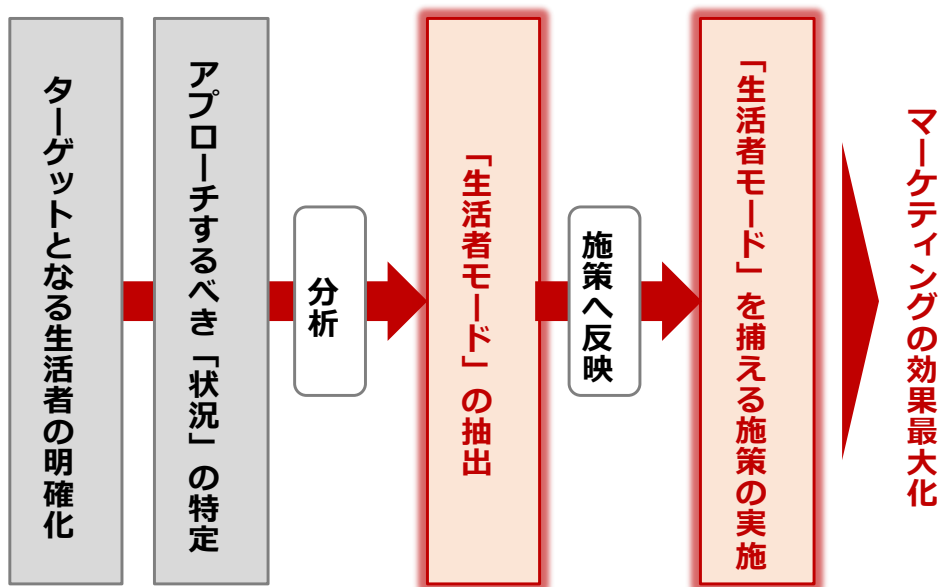 ターゲットとなる生活者の明確化
アプローチするべき「状況」の特定
分析
「生活者モード」の抽出
施策へ反映
「生活者モード」を捕える施策の実施
マーケティングの効果最大化